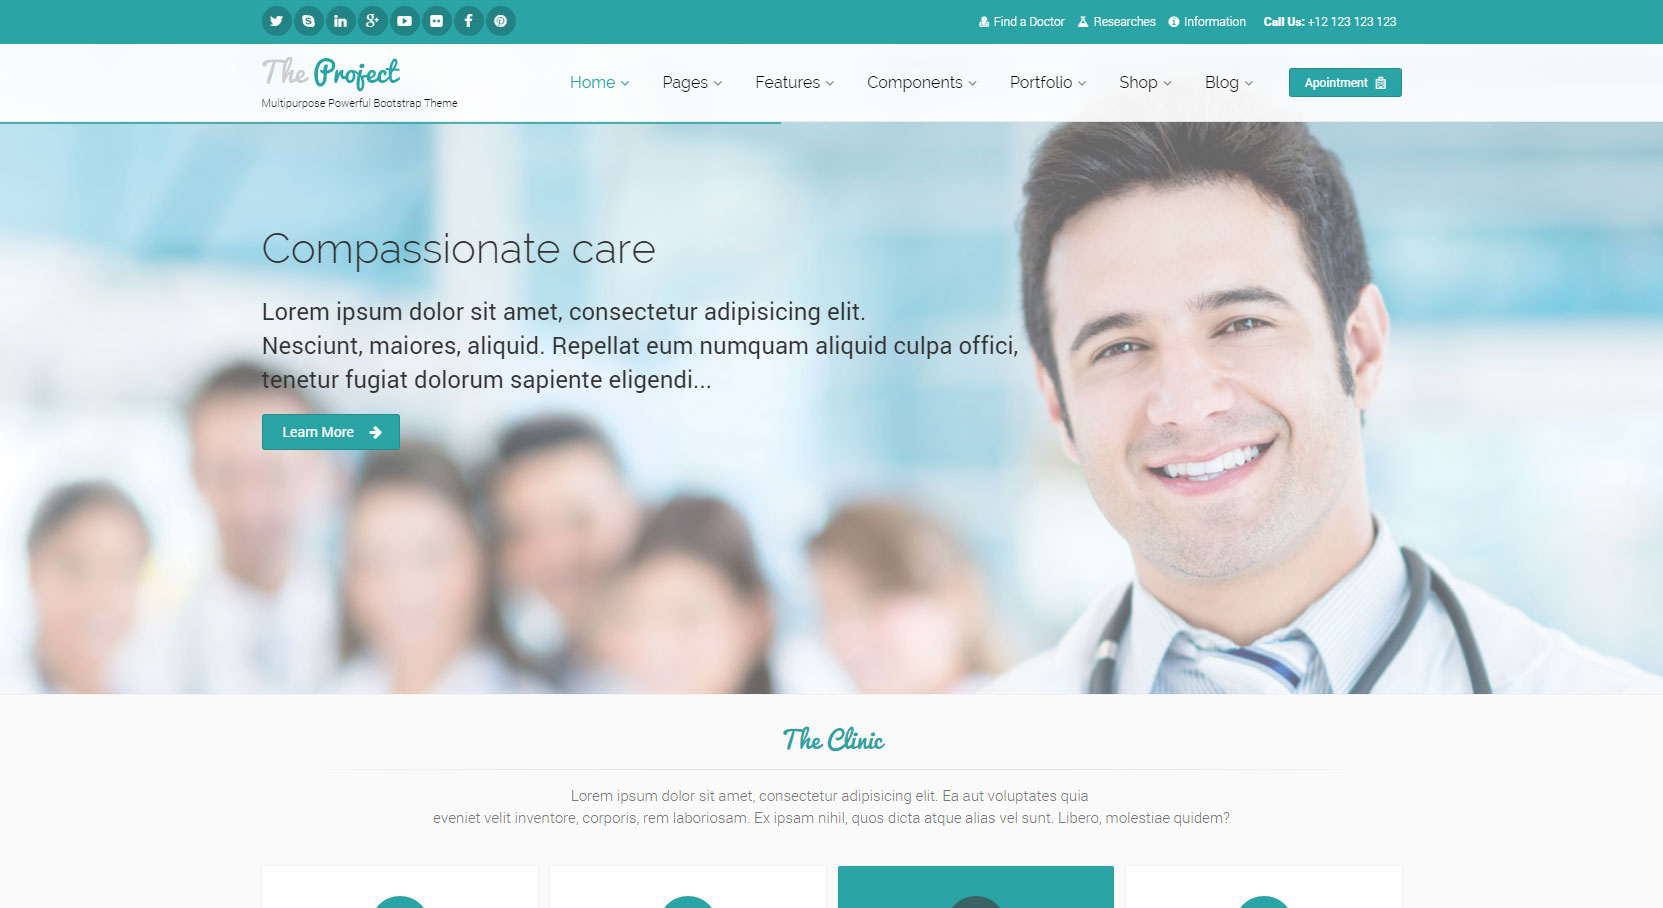 Find a Doctor
Researches
Information
Call Us: +12 123 123 123
The Project
Multipurpose Powerful Bootstrap Theme
Home
Pages
Features
Components
Portfolio
Shop
Blog
Apointment
Compassionate care
Lorem ipsum dolor sit amet, consectetur adipisicing elit.
Nesciunt, maiores, aliquid. Repellat eum numquam aliquid culpa offici,
tenetur fugiat dolorum sapiente eligendi...
Learn More
The Clinic
Lorem ipsum dolor sit amet, consectetur adipisicing elit. Ea aut voluptates quia
eveniet velit inventore, corporis, rem laboriosam. Ex ipsam nihil, quos dicta atque alias vel sunt. Libero, molestiae quidem?